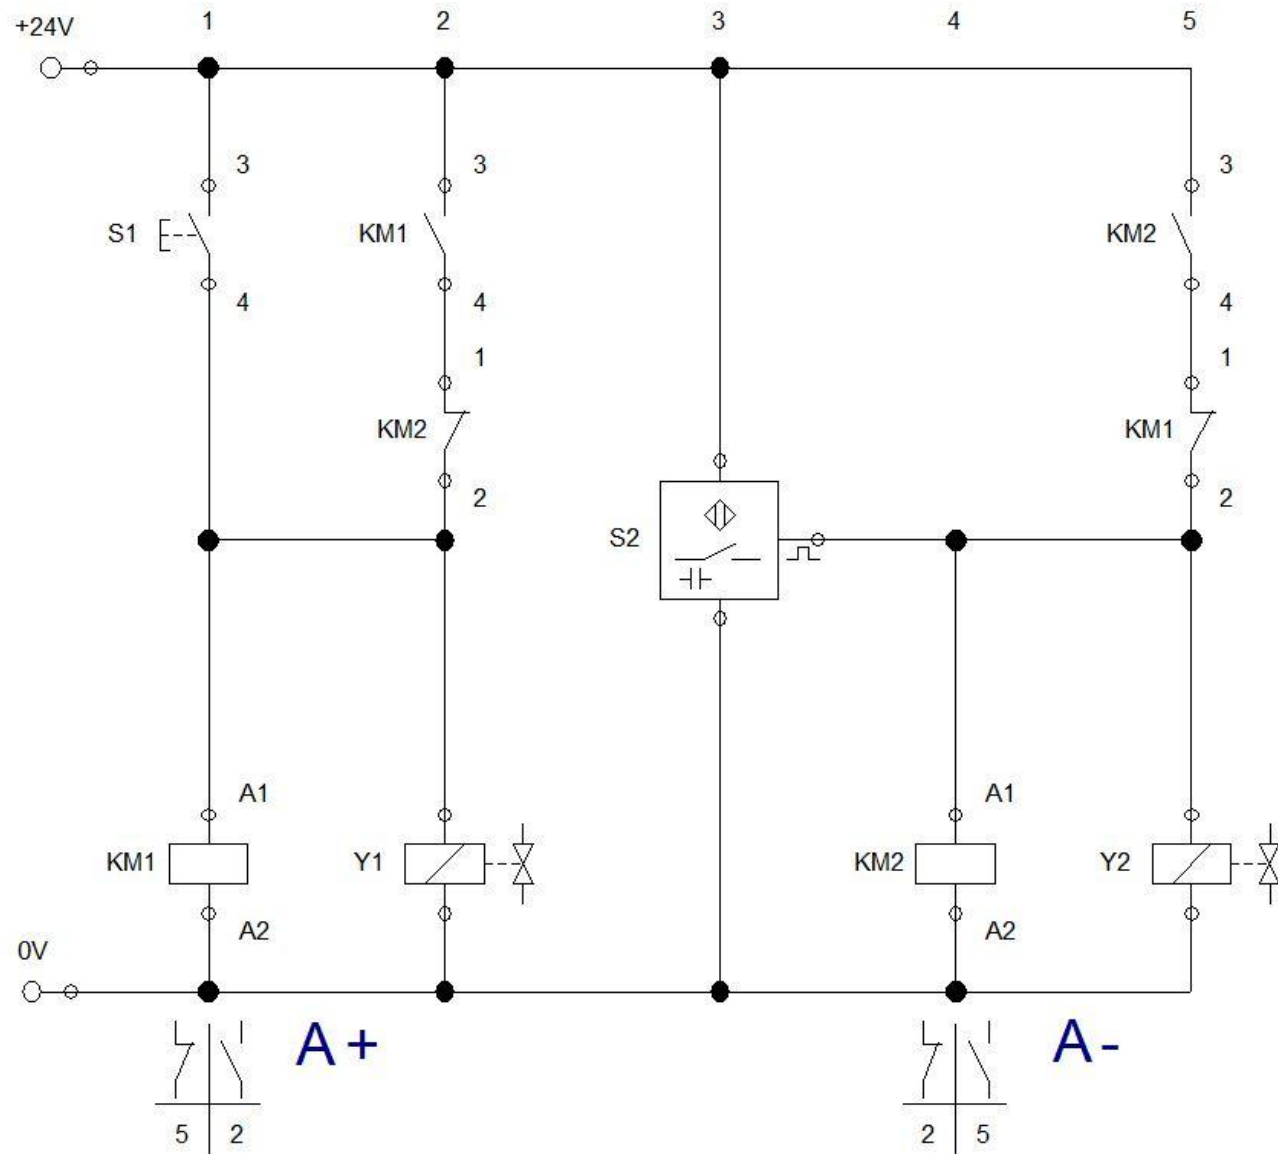 +24V 1 2 3 4 5
3 3 3
S1 KM1 KM2
4 4 4
1 1
KM2 KM1
2 2
S2
A1 A1
KM1 Y1 KM2 Y2
A2 A2
0V
A+ A-
5 2 2 5